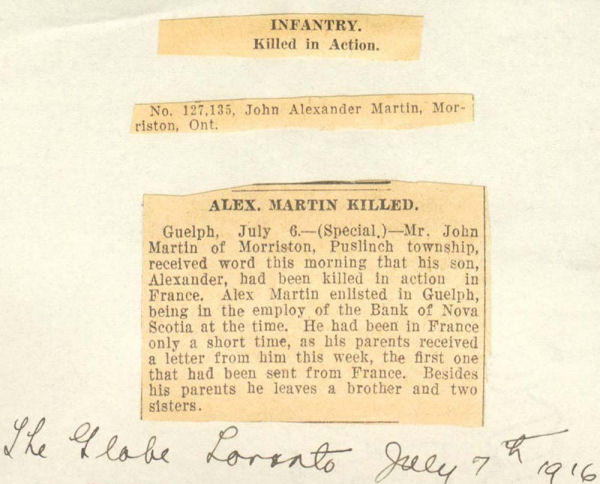 INFANTRY.
Killed in Action.
No. 127,135, John Alexander Martin, Mor-
riston, Ont.
ALEX. MARTIN KILLED.
Guelph, July 6.—(Special.)—Mr. John
Martin of Morriston, Puslinch township,
received word this morning that his son,
Alexander, had been killed in action in
France. Alex Martin enlisted in Guelph,
being in the employ of the Bank of Nova
Scotia at the time. He had been in France
only a short time, as his parents received
a letter from him this week, the first one
that had been sent from France. Besides
his parents he leaves a brother and two
sisters.
The Globe Toronto July 7th 1916